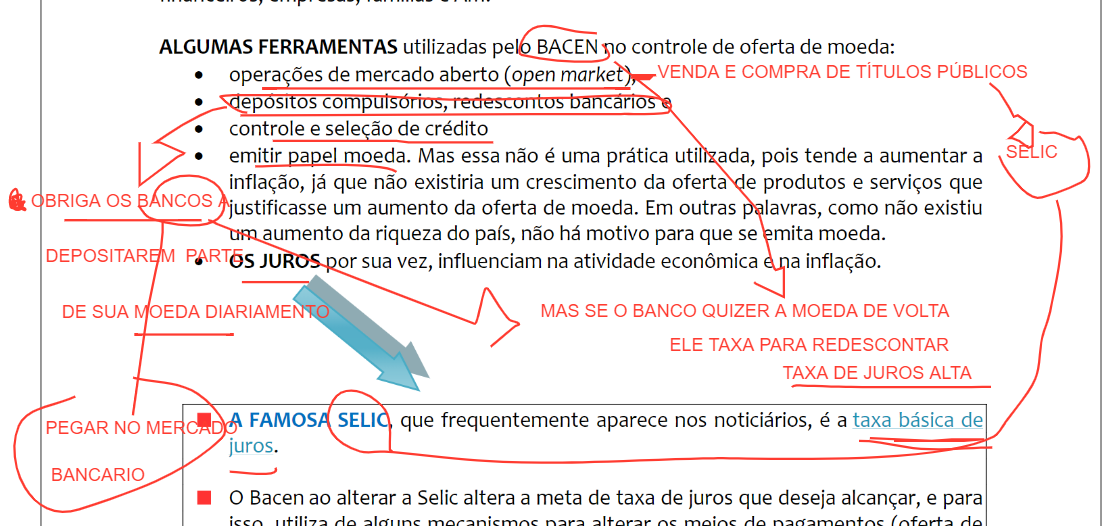 ALGUMAS FERRAMENTAS utilizadas pelo BACEN no controle de oferta de moeda:
• operações de mercado aberto (open market), VENDA E COMPRA DE TÍTULOS PÚBLICOS
• depósitos compulsórios, redescontos bancários e
• controle e seleção de crédito
• emitir papel moeda. Mas essa não é uma prática utilizada, pois tende a aumentar a
SELIC
inflação, já que não existiria um crescimento da oferta de produtos e serviços que
OBRIGA OS BANCOS A
justificasse um aumento da oferta de moeda. Em outras palavras, como não existiu
um aumento da riqueza do país, não há motivo para que se emita moeda.
DEPOSITAREM PARTE
• OS JUROS por sua vez, influenciam na atividade econômica e na inflação.
DE SUA MOEDA DIARIAMENTO
MAS SE O BANCO QUIZER A MOEDA DE VOLTA
ELE TAXA PARA REDESCONTAR
TAXA DE JUROS ALTA
A FAMOSA SELIC, que frequentemente aparece nos noticiários, é a taxa básica de
juros.
PEGAR NO MERCADO
BANCARIO
O Bacen ao alterar a Selic altera a meta de taxa de juros que deseja alcançar, e para
isso, utiliza de alguns mecanismos para alterar os meios de pagamentos (oferta de